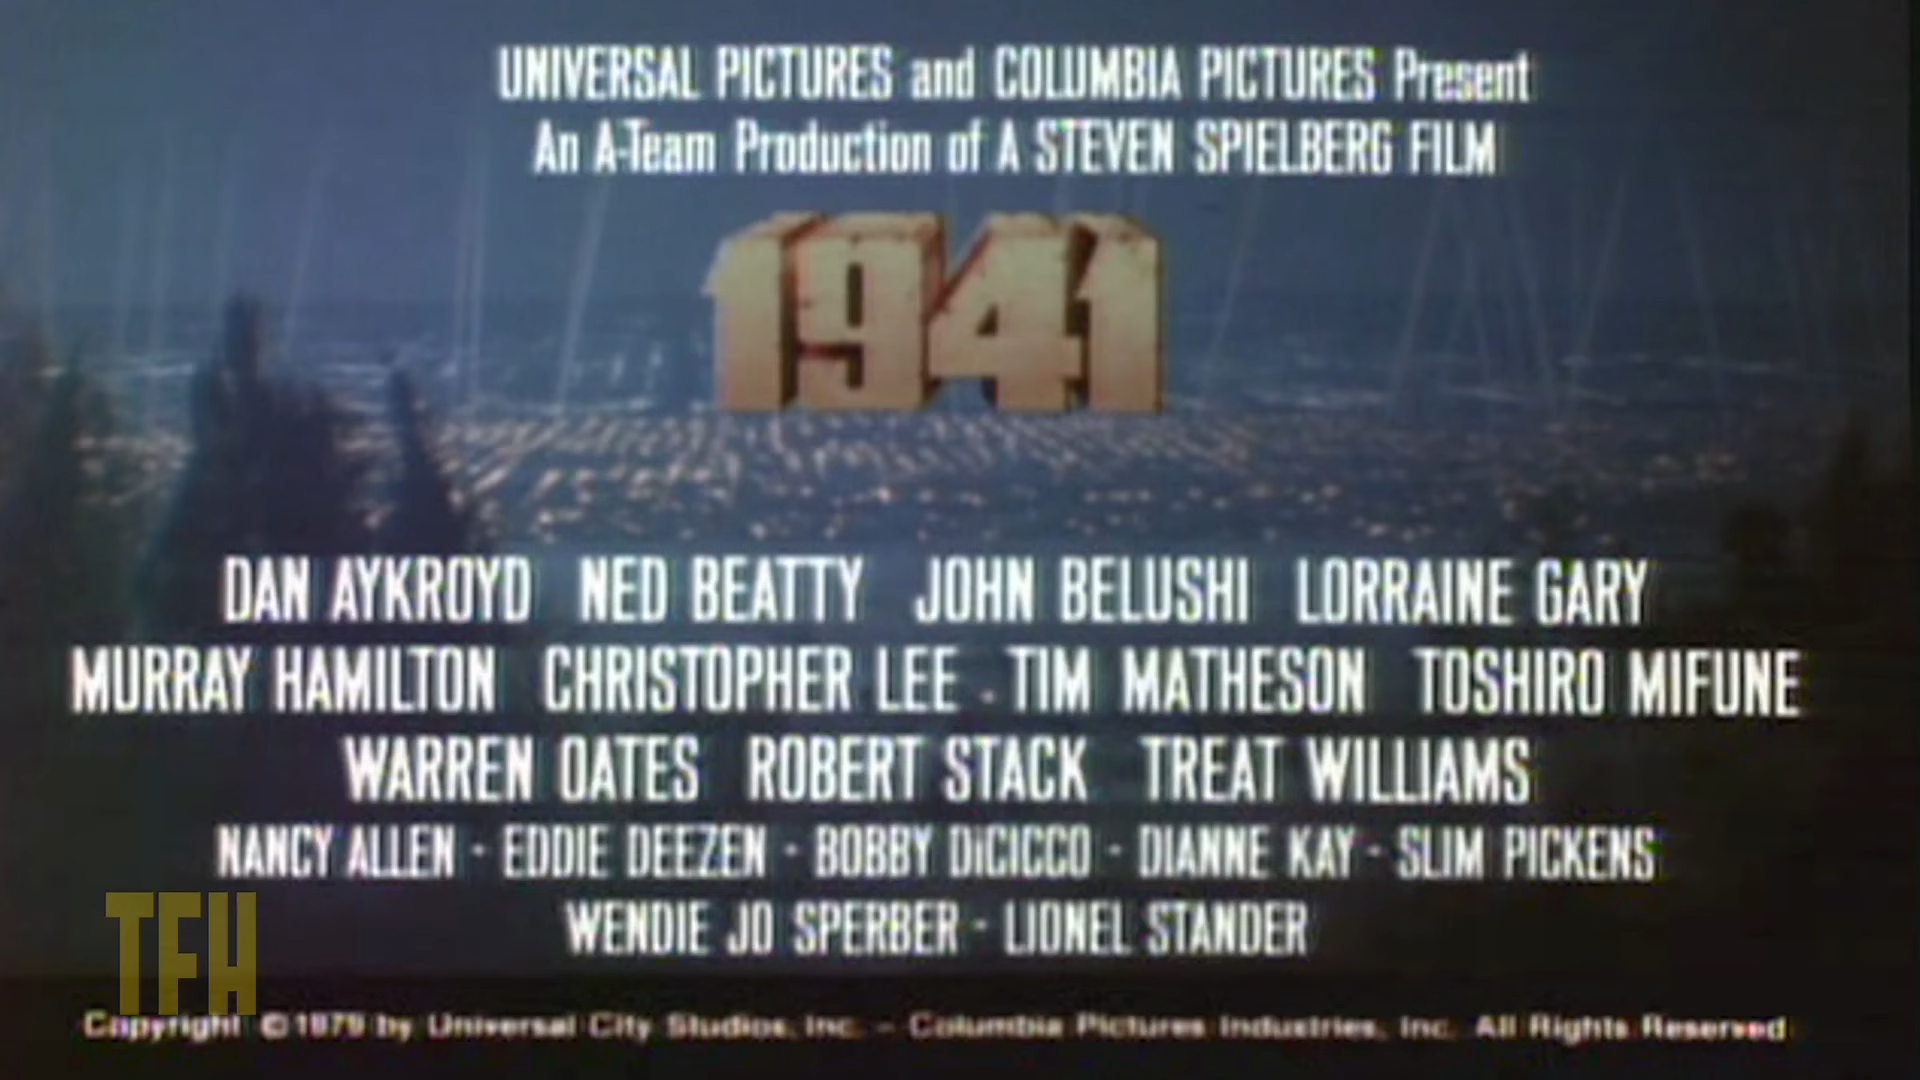 UNIVERSAL PICTURES and COLUMBIA PICTURES Present
An A-Team Production of A STEVEN SPIELBERG FILM
1941
DAN AYKROYD NED BEATTY JOHN BELUSHI LORRAINE GARY
MURRAY HAMILTON CHRISTOPHER LEE TIM MATHESON TOSHIRO MIFUNE
WARREN OATES ROBERT STACK TREAT WILLIAMS
NANCY ALLEN - EDDIE DEEZEN - BOBBY DiCICCO - DIANNE KAY - SLIM PICKENS
WENDIE JO SPERBER - LIONEL STANDER
TFH
Copyright ©1979 by Universal City Studios, Inc. - Columbia Pictures Industries, Inc. All Rights Reserved